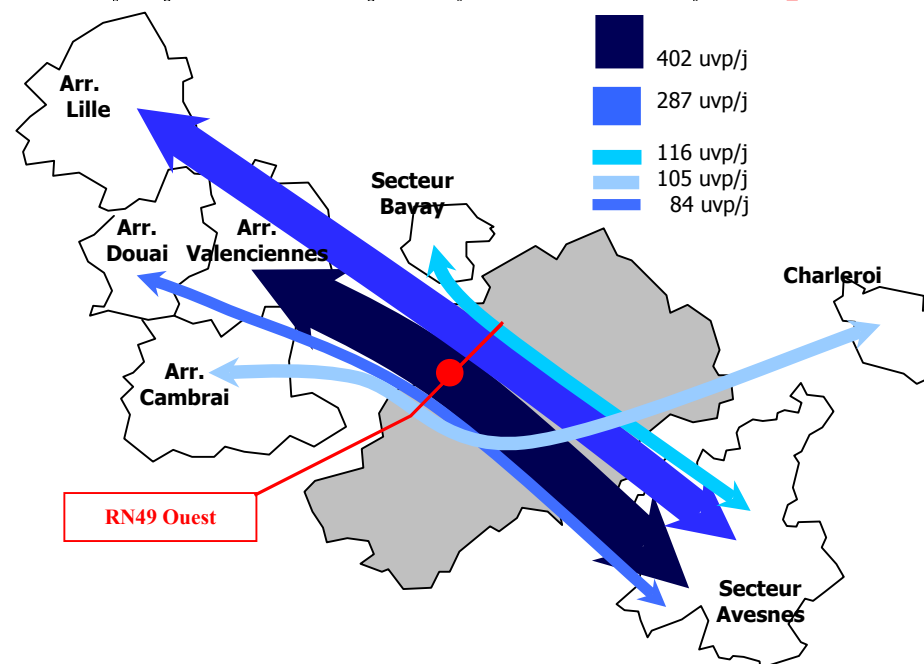 402 uvp/j
287 uvp/j
116 uvp/j
105 uvp/j
84 uvp/j
Arr.
Lille
Secteur
Bavay
Arr.
Douai
Arr.
Valenciennes
Charleroi
Arr.
Cambrai
RN49 Ouest
Secteur
Avesnes